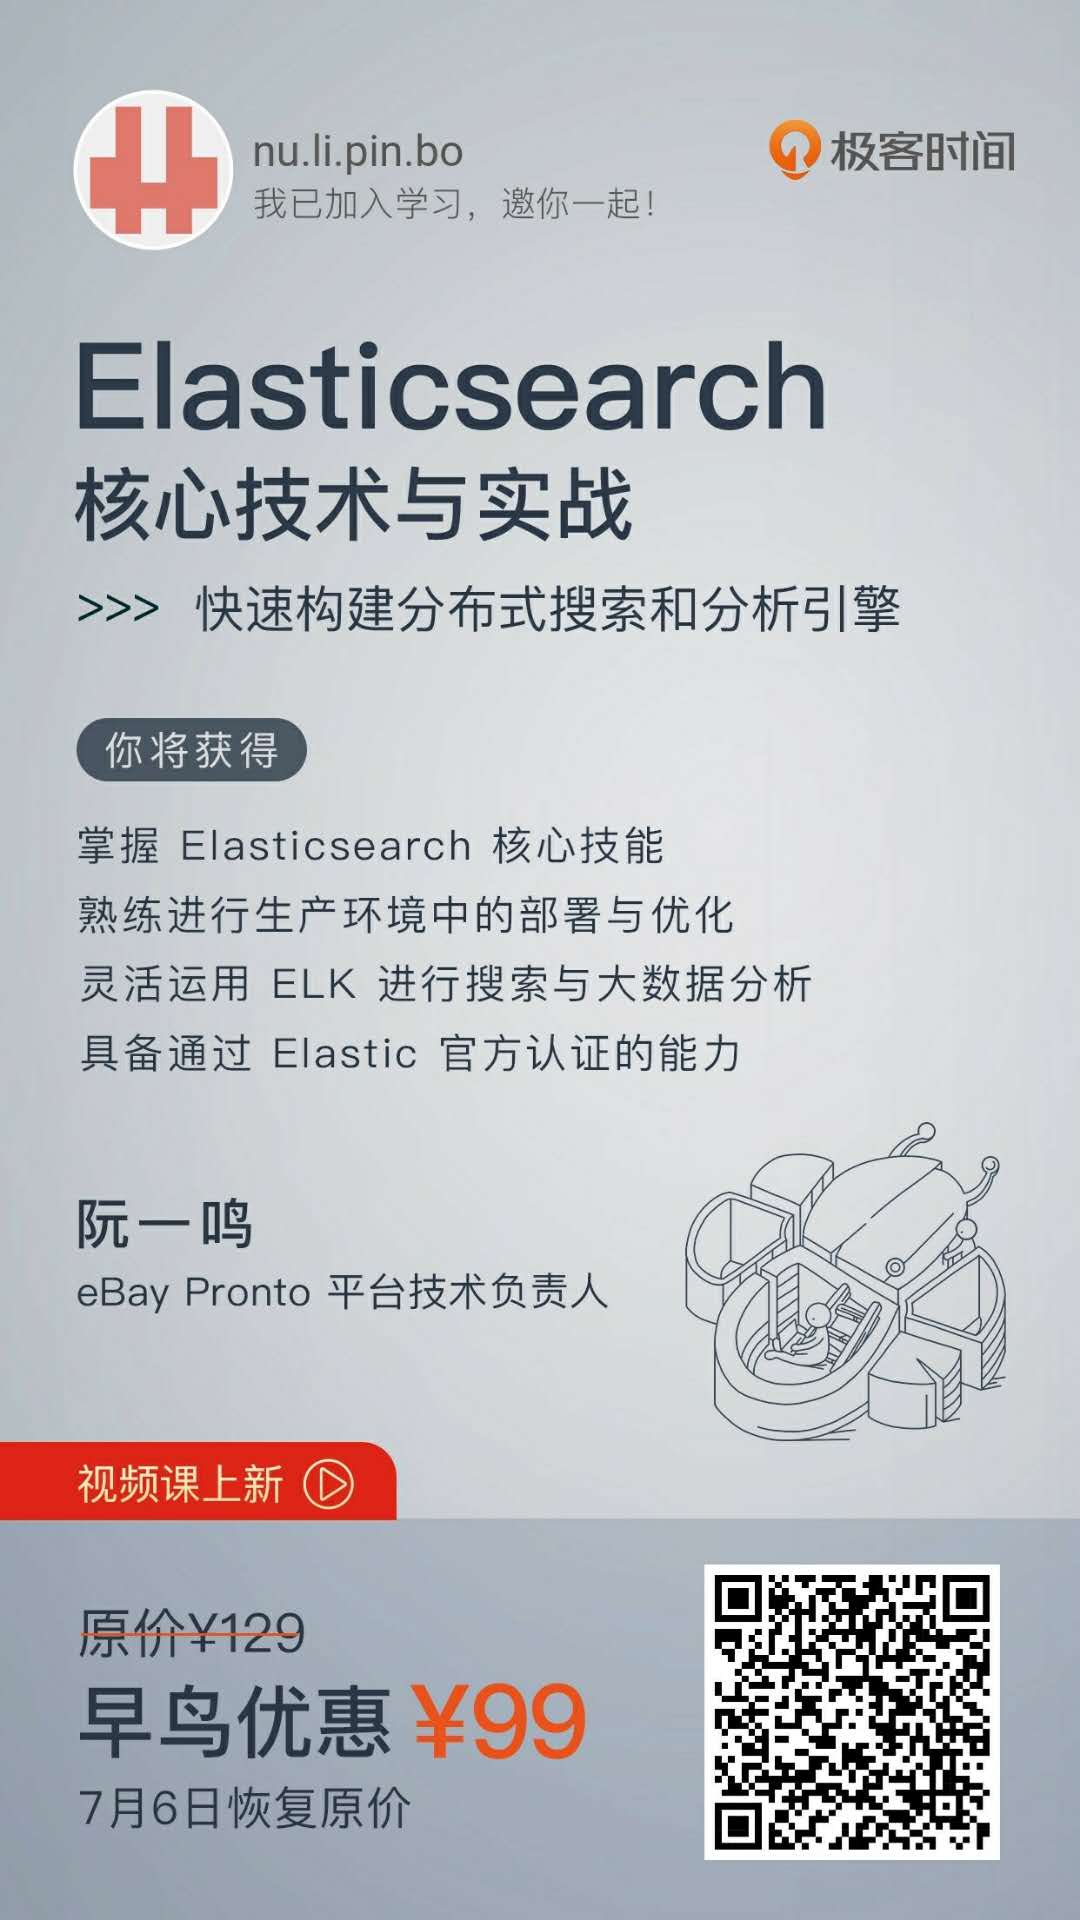 nu.li.pin.bo
我已加入学习，邀你一起！
极客时间
Elasticsearch
核心技术与实战
>>> 快速构建分布式搜索和分析引擎
你将获得
掌握 Elasticsearch 核心技能
熟练进行生产环境中的部署与优化
灵活运用 ELK 进行搜索与大数据分析
具备通过 Elastic 官方认证的能力
阮一鸣
eBay Pronto 平台技术负责人
视频课上新
原价¥129
早鸟优惠 ¥99
7月6日恢复原价